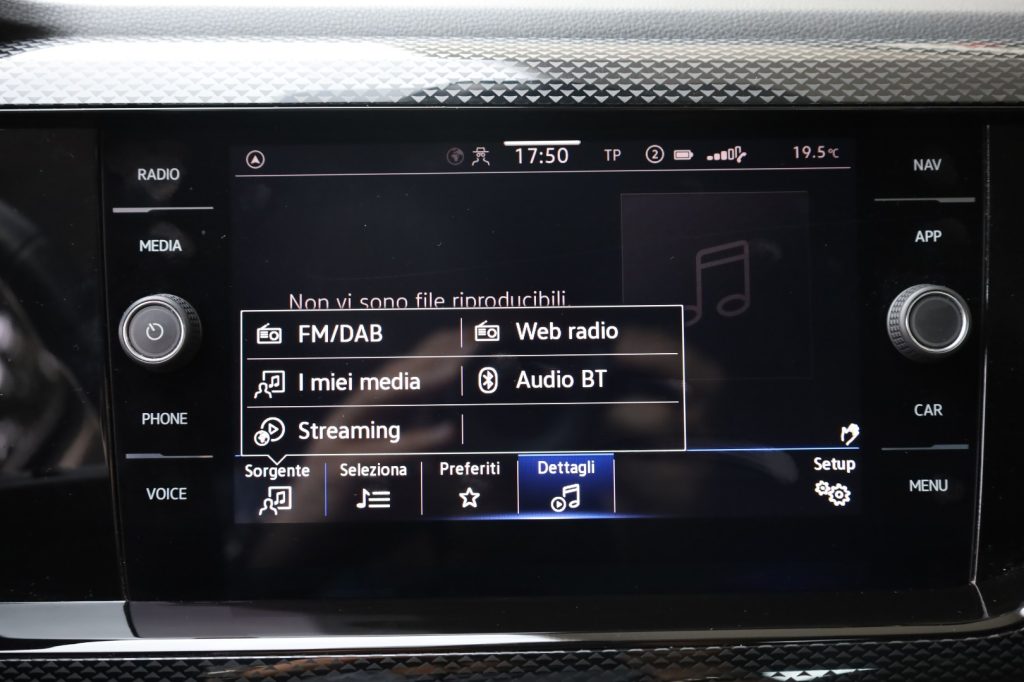 RADIO
MEDIA
PHONE
VOICE
17:50 TP 2 19.5°C
Non vi sono file riproducibili.
FM/DAB Web radio
I miei media Audio BT
Streaming
Sorgente Seleziona Preferiti Dettagli Setup
NAV
APP
CAR
MENU